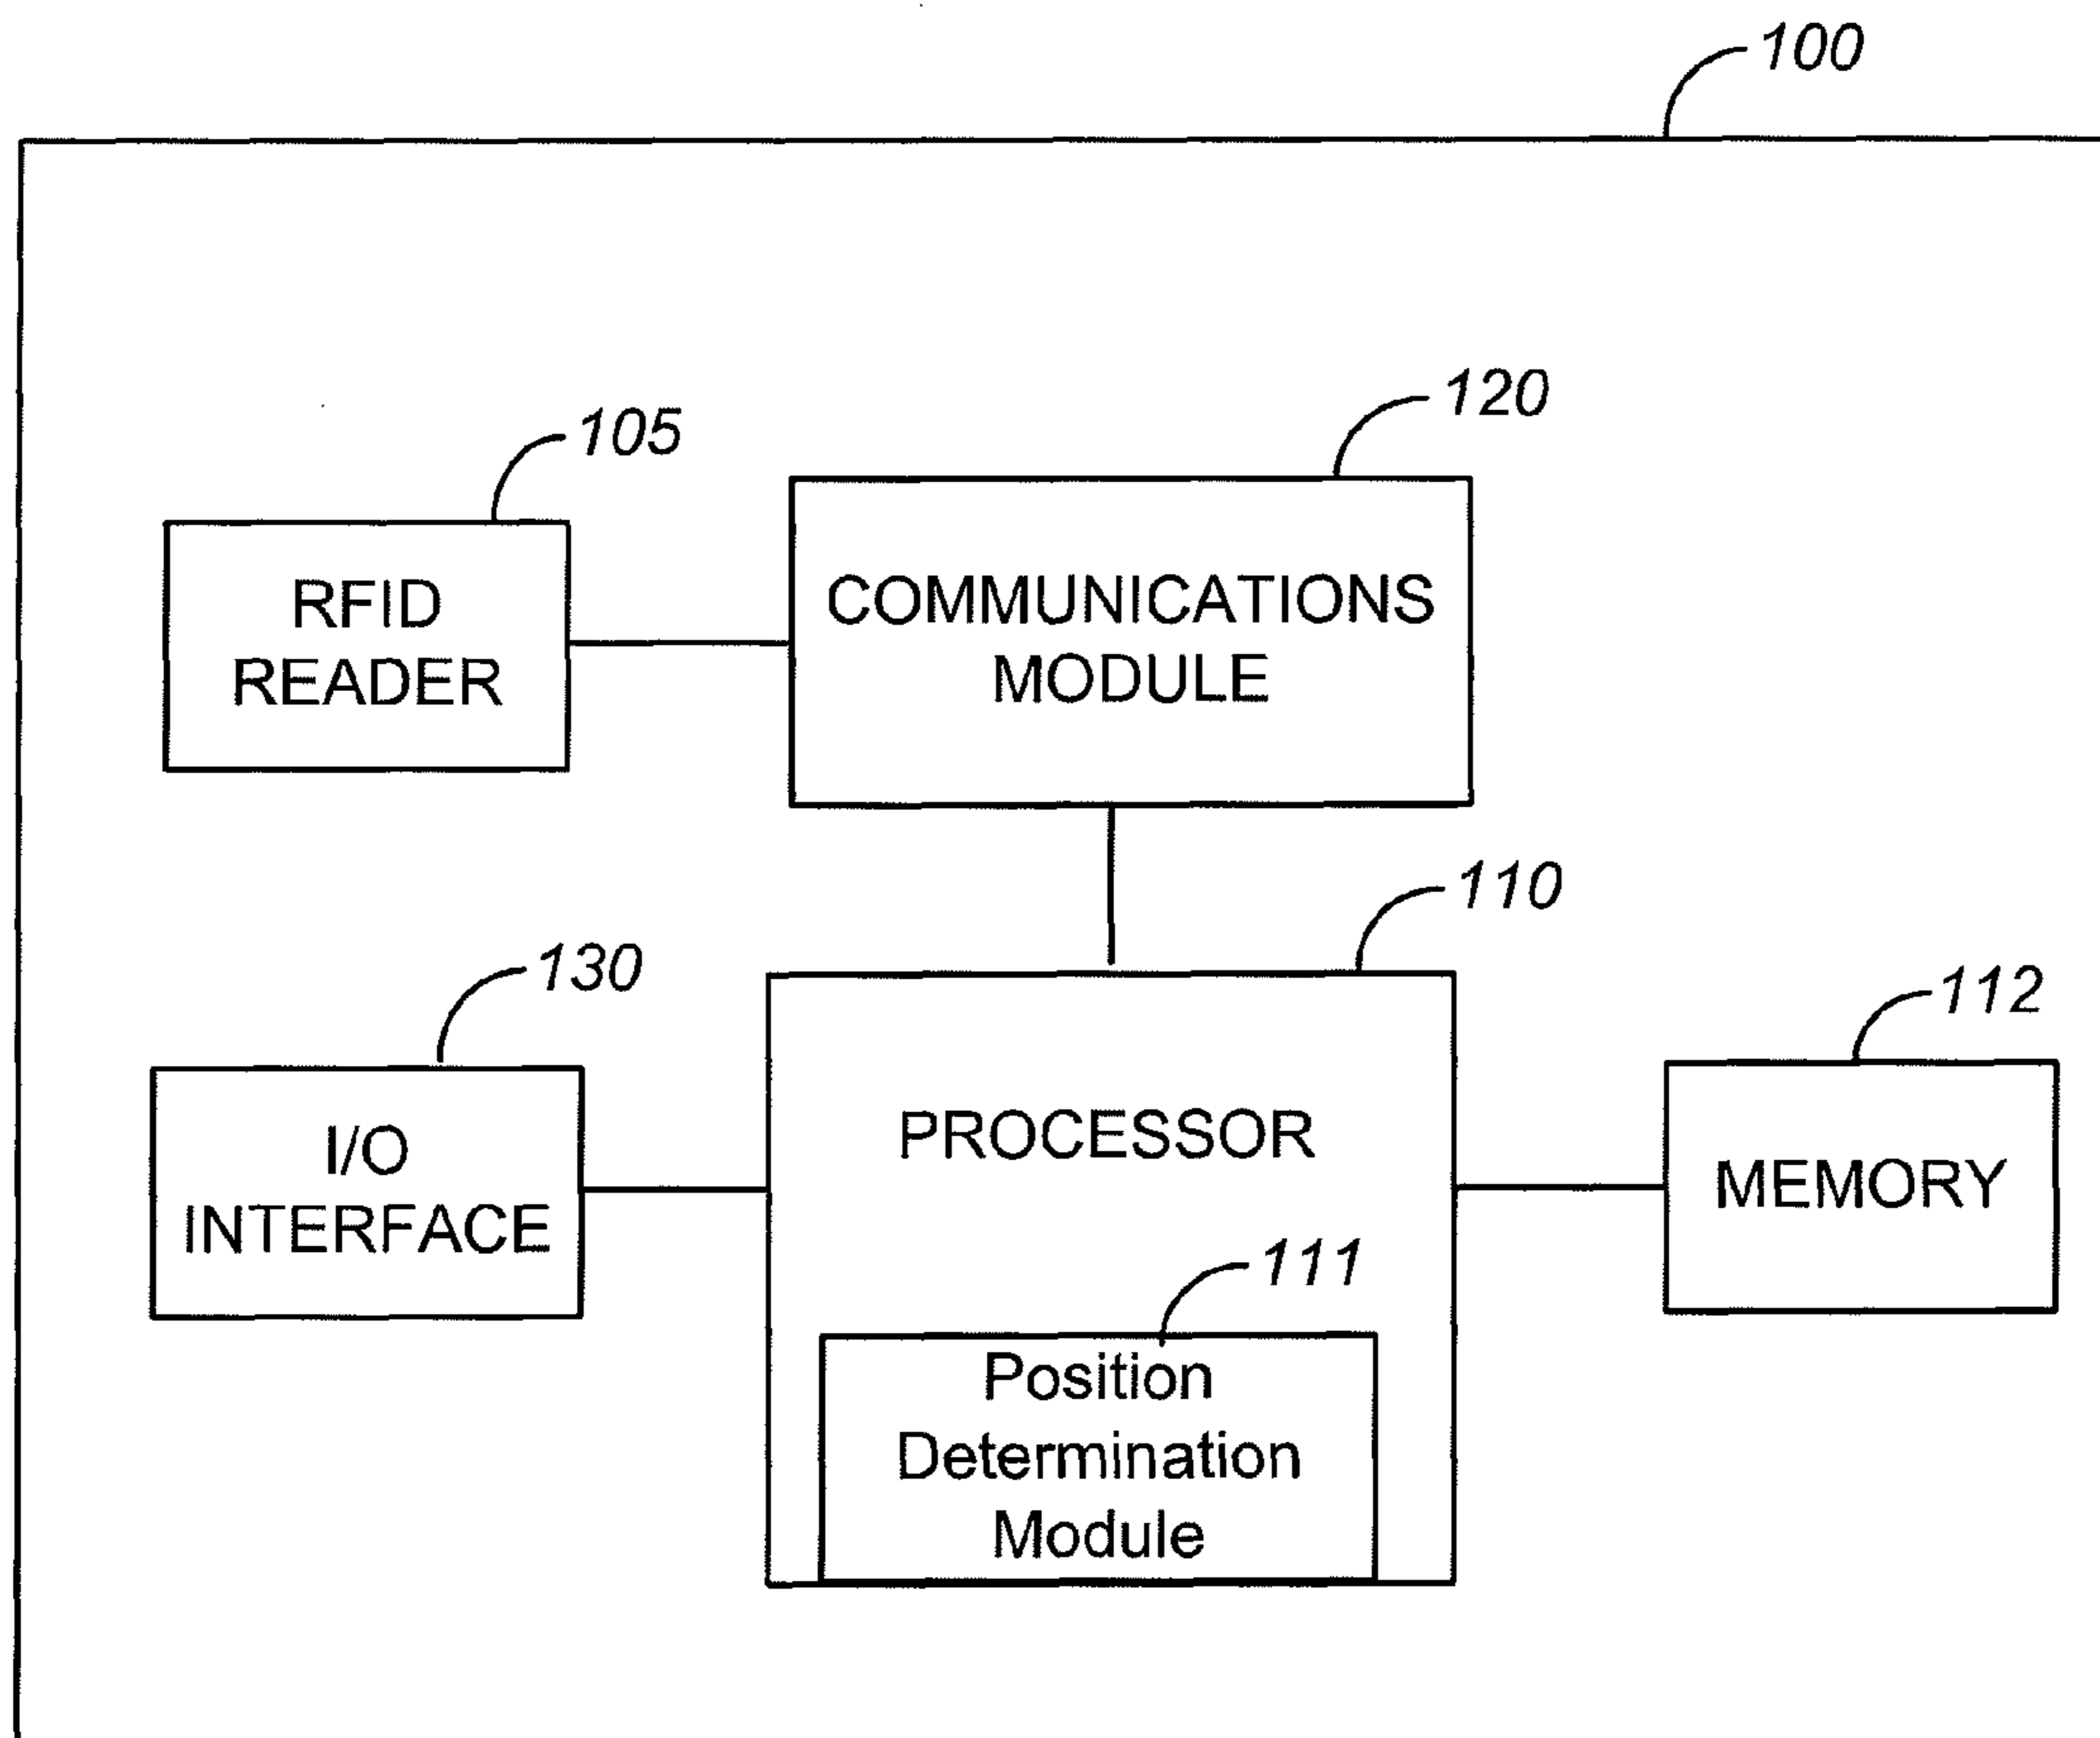 100
120
105
RFID
READER
COMMUNICATIONS
MODULE
110
130
112
I/O
INTERFACE
PROCESSOR
MEMORY
111
Position
Determination
Module